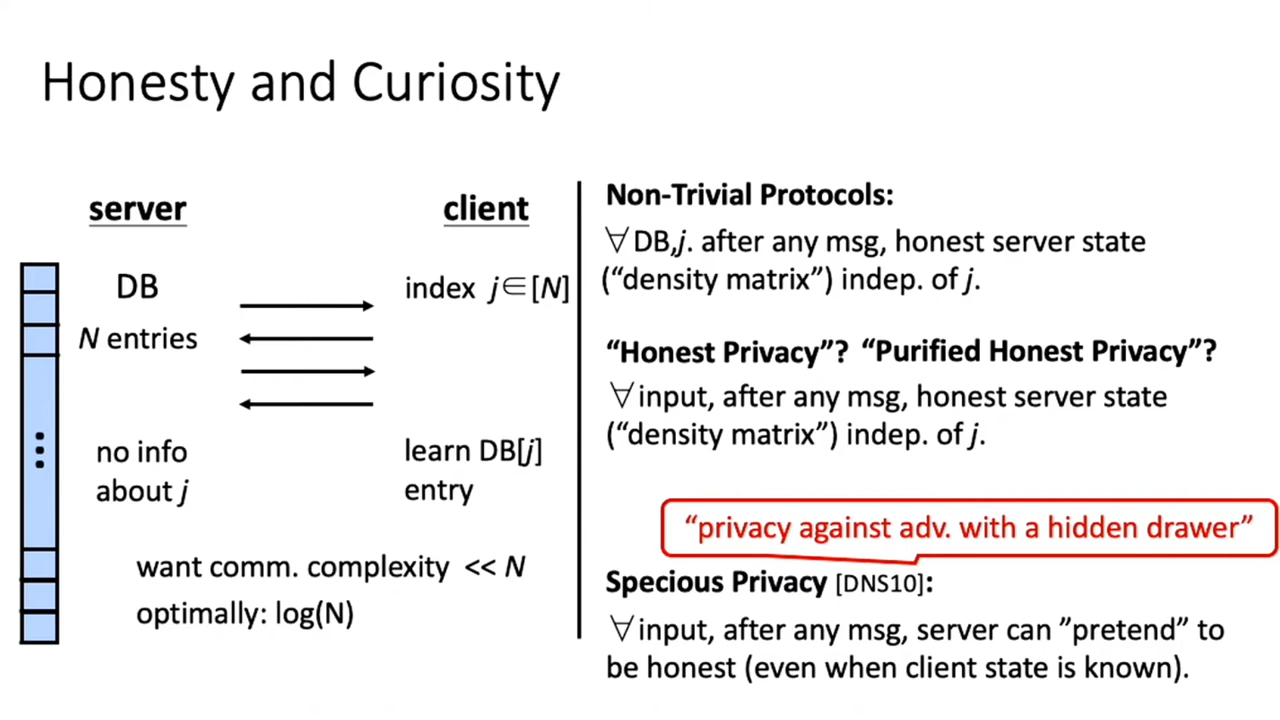 Honesty and Curiosity
server
client
DB
index j∈[N]
N entries
no info
about j
learn DB[j]
entry
want comm. complexity << N
optimally: log(N)
Non-Trivial Protocols:
∀DB,j. after any msg, honest server state
(“density matrix”) indep. of j.
“Honest Privacy”? “Purified Honest Privacy”?
∀input, after any msg, honest server state
(“density matrix”) indep. of j.
“privacy against adv. with a hidden drawer”
Specious Privacy [DNS10]:
∀input, after any msg, server can ”pretend” to
be honest (even when client state is known).